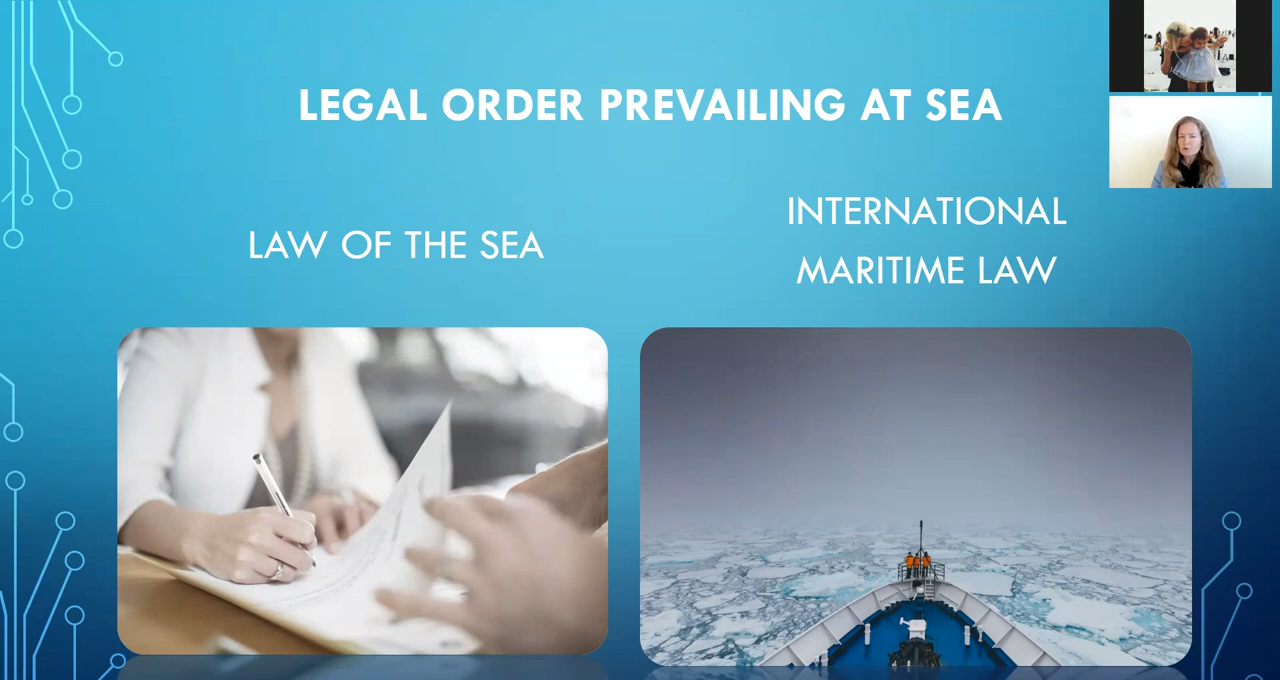 LEGAL ORDER PREVAILING AT SEA
LAW OF THE SEA
INTERNATIONAL
MARITIME LAW